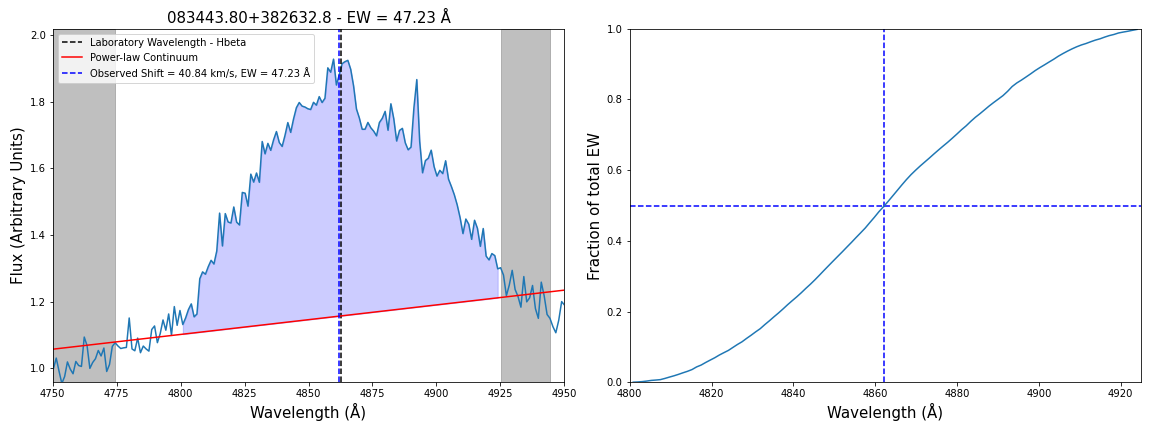 083443.80+382632.8 - EW = 47.23 Å
2.0
1.8
1.6
1.4
1.2
1.0
Flux (Arbitrary Units)
Laboratory Wavelength - Hbeta
Power-law Continuum
Observed Shift = 40.84 km/s, EW = 47.23 Å
4750 4775 4800 4825 4850 4875 4900 4925 4950
Wavelength (Å)
1.0
0.8
0.6
0.4
0.2
0.0
Fraction of total EW
4800 4820 4840 4860 4880 4900 4920
Wavelength (Å)